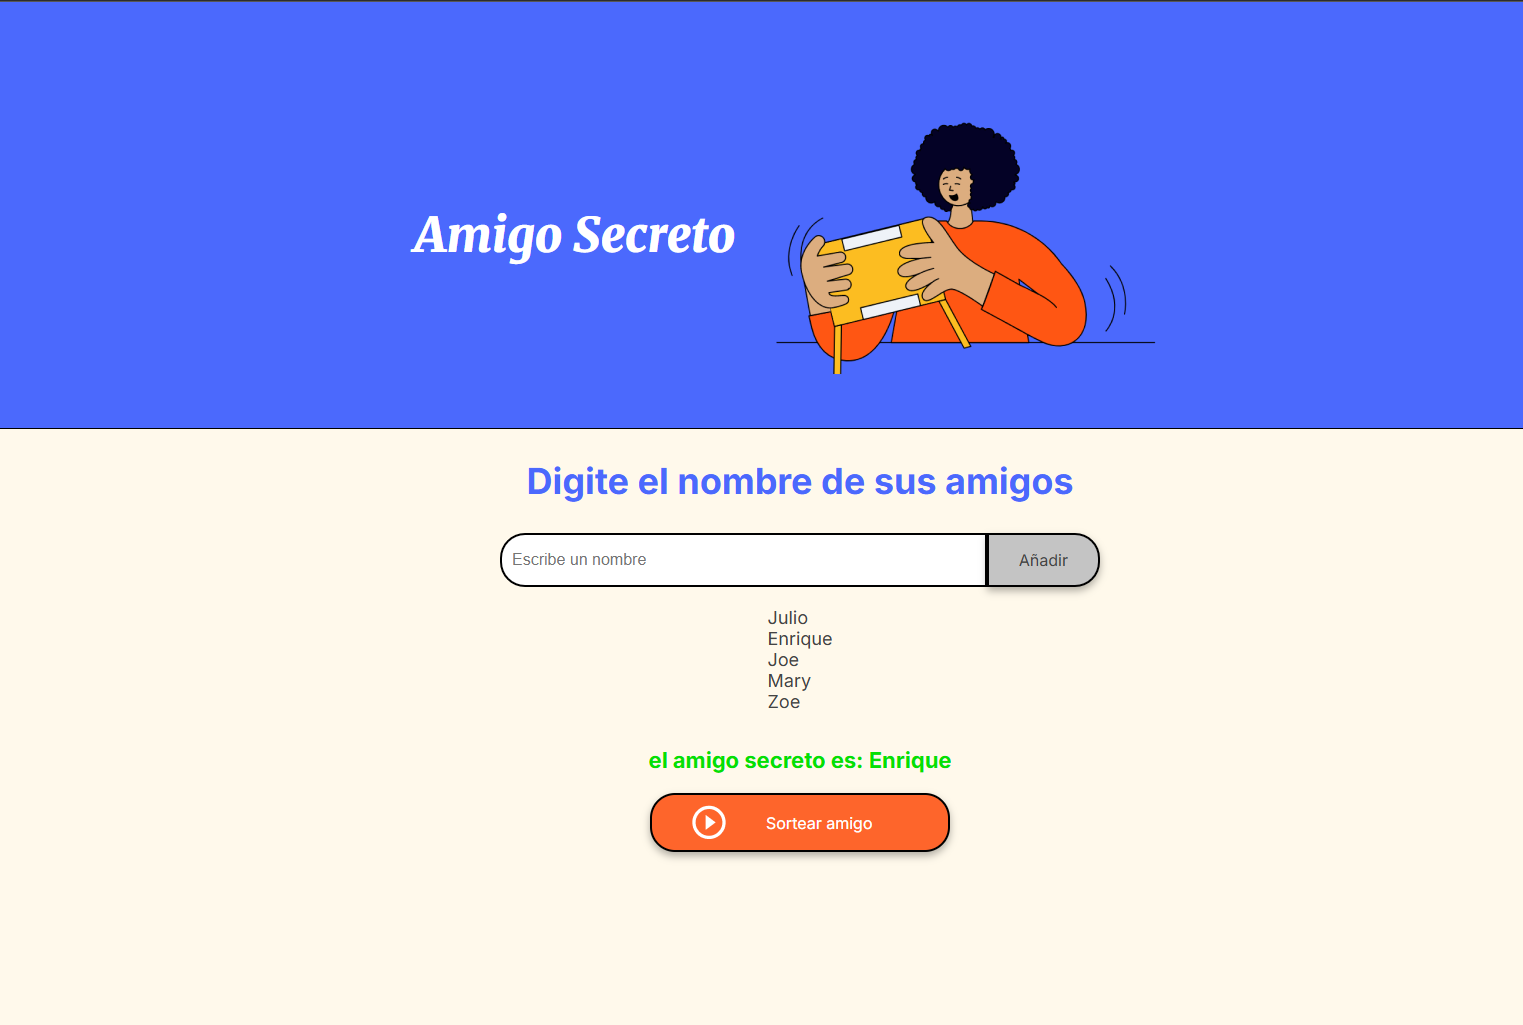 Amigo Secreto
Digite el nombre de sus amigos
Escribe un nombre
Añadir
Julio
Enrique
Joe
Mary
Zoe
el amigo secreto es: Enrique
Sortear amigo